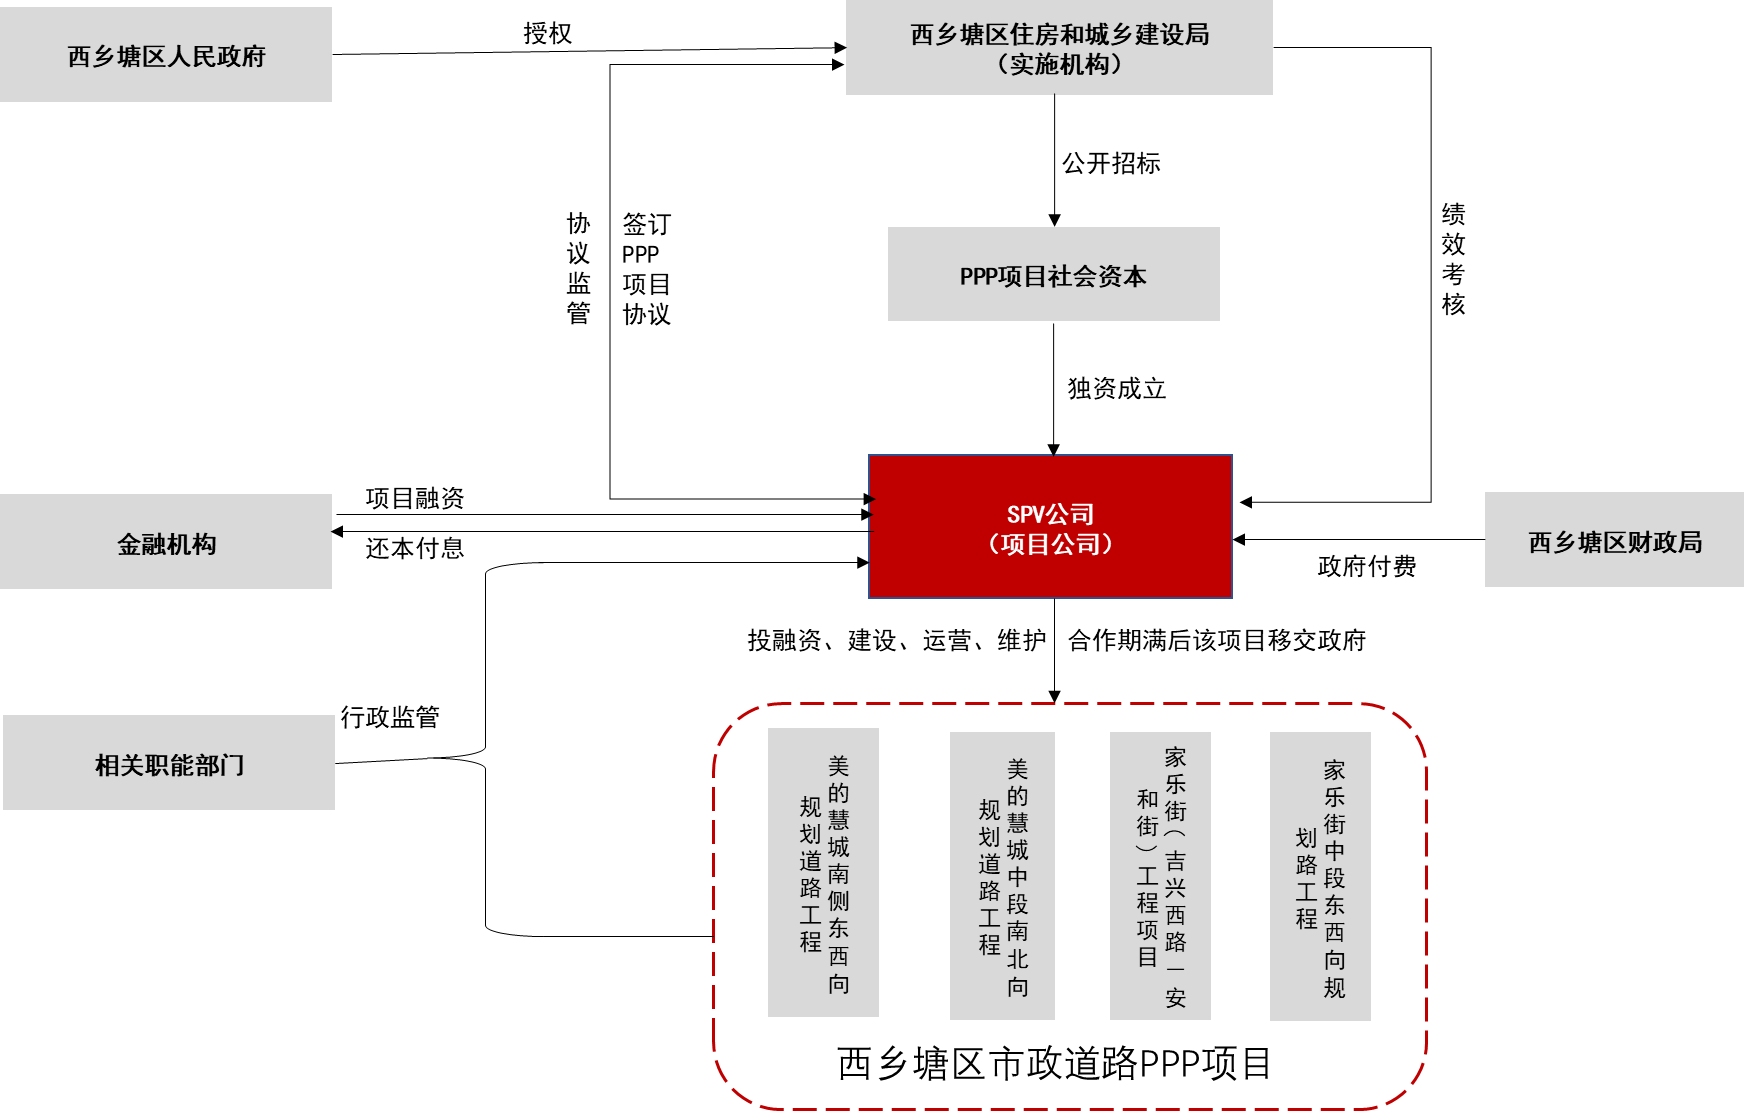 西乡塘区人民政府
授权
西乡塘区住房和城乡建设局
（实施机构）
公开招标
协议监管
签订
PPP
项目
协议
绩效考核
PPP项目社会资本
独资成立
项目融资
还本付息
金融机构
SPV公司
（项目公司）
西乡塘区财政局
政府付费
投融资、建设、运营、维护
合作期满后该项目移交政府
行政监管
相关职能部门
美的慧城南侧东西向
规划道路工程
美的慧城中段南北向
规划道路工程
家乐街（吉兴西路—安
和街）工程项目
家乐街中段东西向规
划路工程
西乡塘区市政道路PPP项目